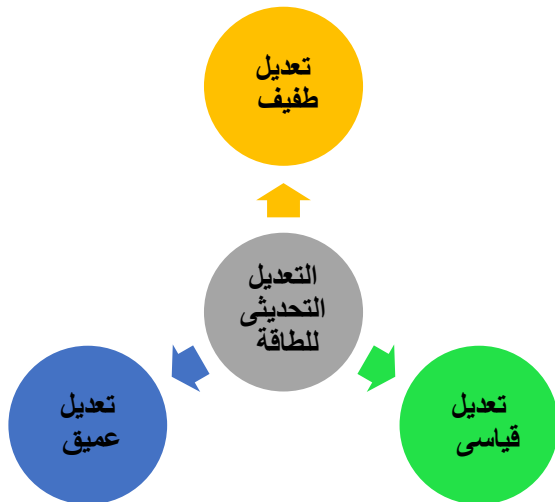 تعديل
طفيف
التعديل
التحديثى
للطاقة
تعديل
قياسى
تعديل
عميق